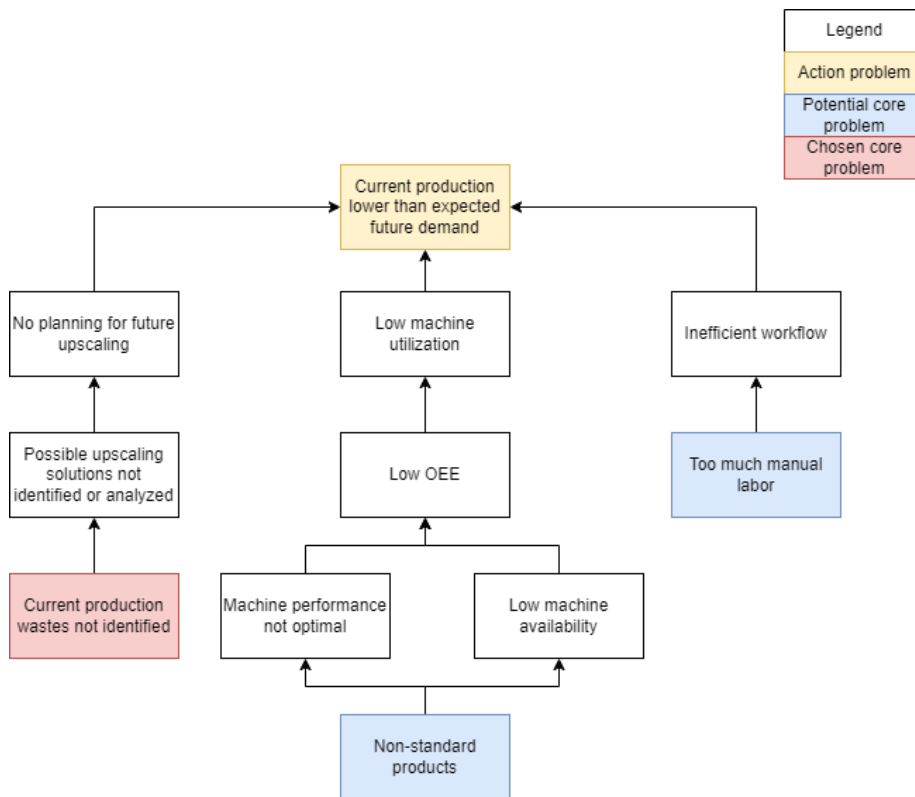 Legend
Action problem
Potential core
problem
Chosen core
problem
Current production
lower than expected
future demand
No planning for future
upscaling
Low machine
utilization
Inefficient workflow
Possible upscaling
solutions not
identified or analyzed
Low OEE
Too much manual
labor
Current production
wastes not identified
Machine performance
not optimal
Low machine
availability
Non-standard
products